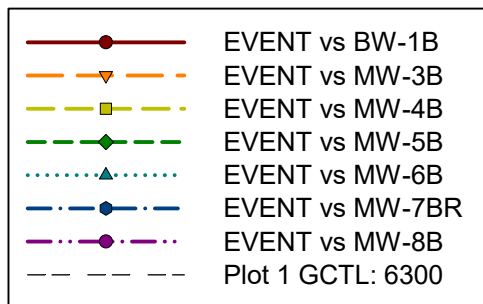 EVENT vs BW-1B
EVENT vs MW-3B
EVENT vs MW-4B
EVENT vs MW-5B
EVENT vs MW-6B
EVENT vs MW-7BR
EVENT vs MW-8B
Plot 1 GCTL: 6300